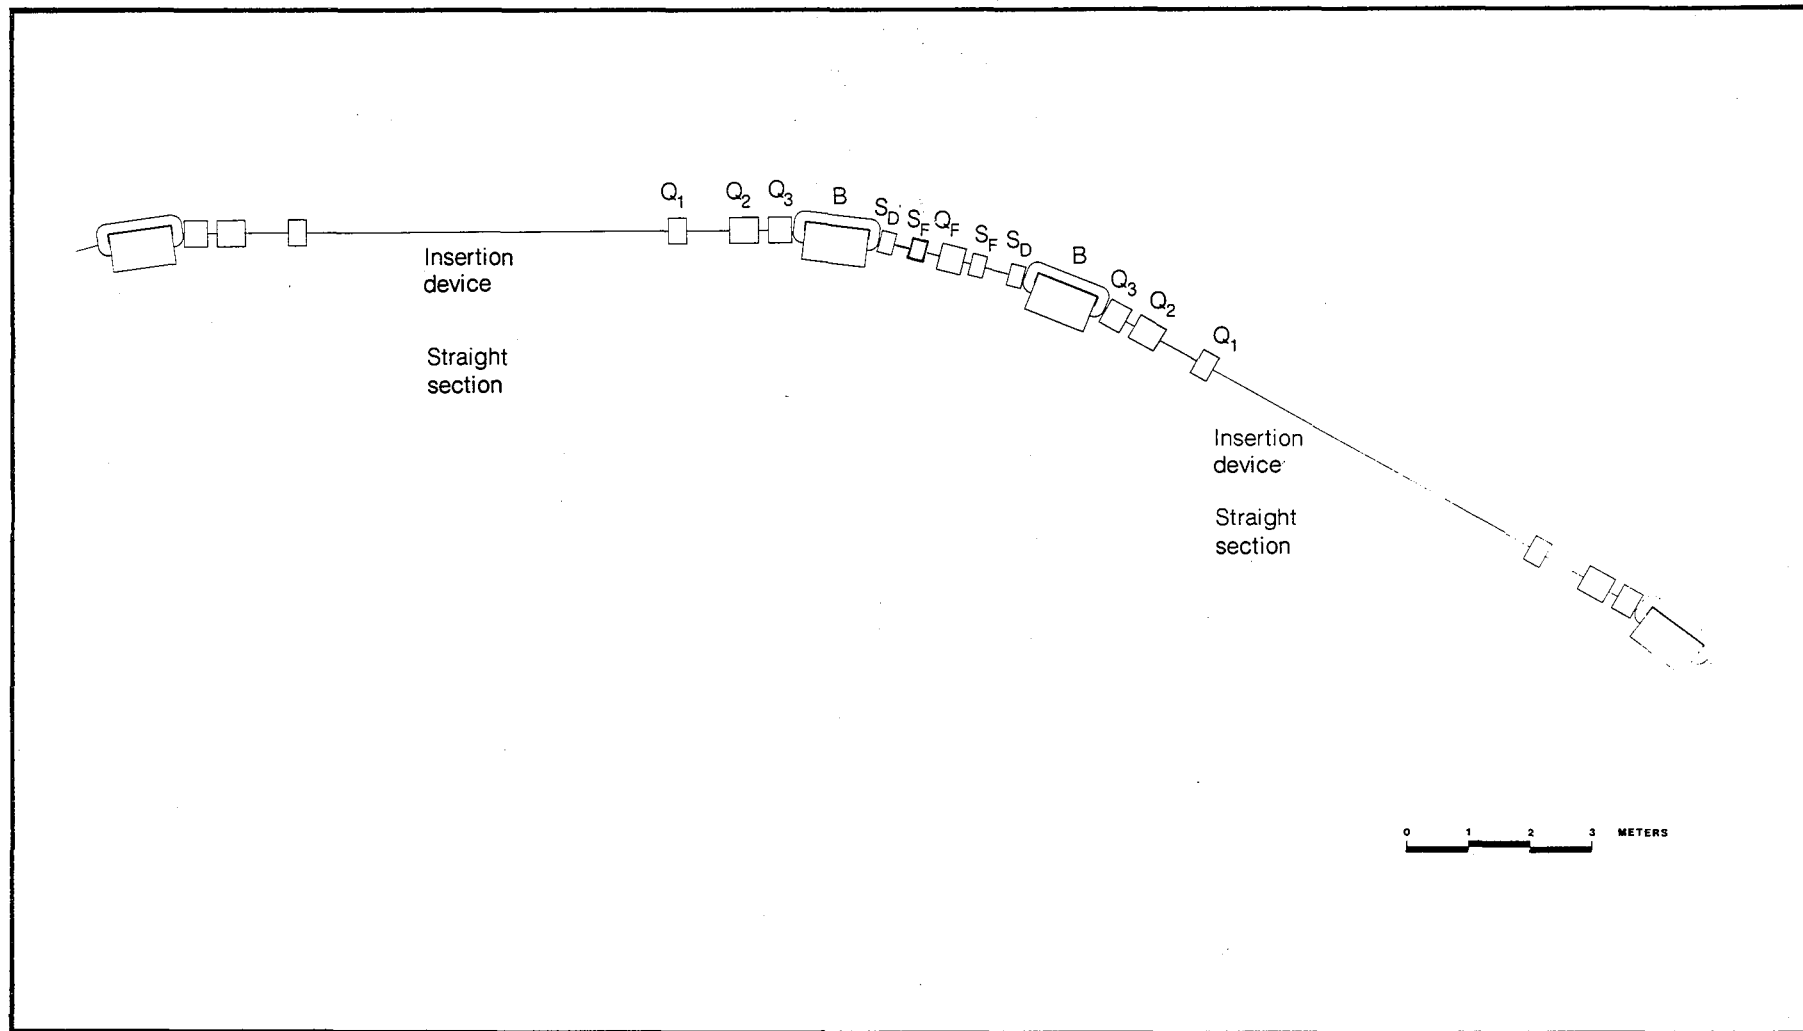 Q1
Q2
Q3
B
SD
SF
QF
SF
SD
B
Q3
Q2
Q1
Insertion
device
Straight
section
Insertion
device
Straight
section
0 1 2 3 METERS